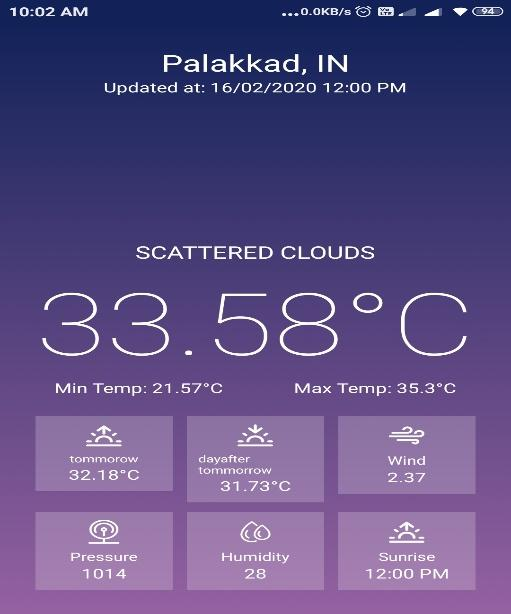 10:02 AM ...0.0KB/s 94
Palakkad, IN
Updated at: 16/02/2020 12:00 PM
SCATTERED CLOUDS
33.58°C
Min Temp: 21.57°C Max Temp: 35.3°C
tommorow
32.18°C
dayafter
tommorrow
31.73°C
Wind
2.37
Pressure
1014
Humidity
28
Sunrise
12:00 PM